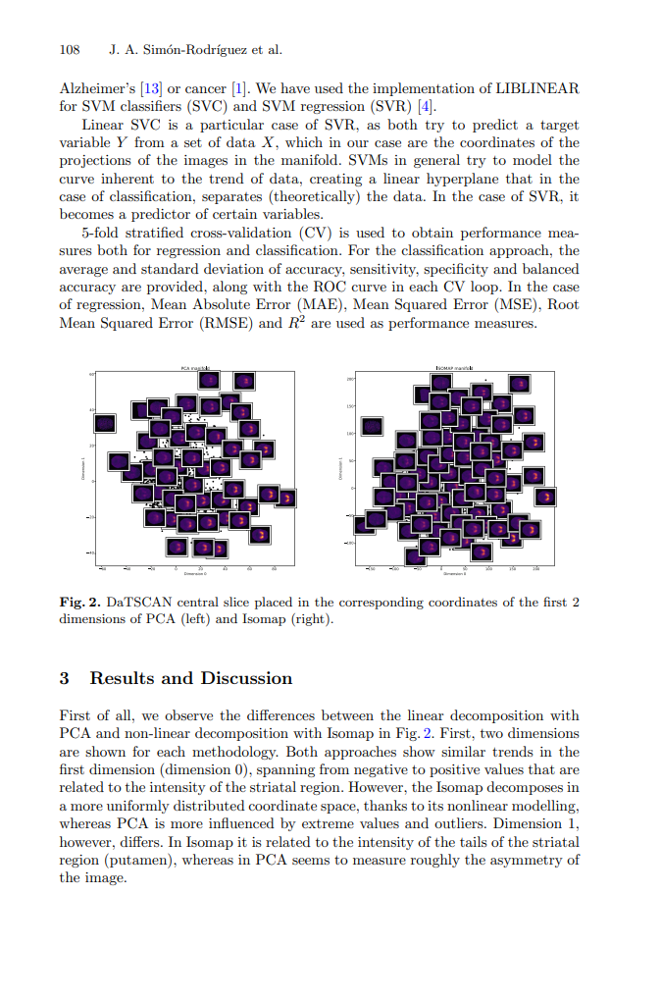 108 J. A. Simón-Rodríguez et al.
Alzheimer's [13] or cancer [1]. We have used the implementation of LIBLINEAR
for SVM classifiers (SVC) and SVM regression (SVR) [4].
Linear SVC is a particular case of SVR, as both try to predict a target
variable Y from a set of data X, which in our case are the coordinates of the
projections of the images in the manifold. SVMs in general try to model the
curve inherent to the trend of data, creating a linear hyperplane that in the
case of classification, separates (theoretically) the data. In the case of SVR, it
becomes a predictor of certain variables.
5-fold stratified cross-validation (CV) is used to obtain performance mea-
sures both for regression and classification. For the classification approach, the
average and standard deviation of accuracy, sensitivity, specificity and balanced
accuracy are provided, along with the ROC curve in each CV loop. In the case
of regression, Mean Absolute Error (MAE), Mean Squared Error (MSE), Root
Mean Squared Error (RMSE) and R² are used as performance measures.
PCA manifold
Dimension 1
Dimension 0
ISOMAP manifold
Dimension 1
Dimension 0
Fig. 2. DaTSCAN central slice placed in the corresponding coordinates of the first 2
dimensions of PCA (left) and Isomap (right).
3 Results and Discussion
First of all, we observe the differences between the linear decomposition with
PCA and non-linear decomposition with Isomap in Fig. 2. First, two dimensions
are shown for each methodology. Both approaches show similar trends in the
first dimension (dimension 0), spanning from negative to positive values that are
related to the intensity of the striatal region. However, the Isomap decomposes in
a more uniformly distributed coordinate space, thanks to its nonlinear modelling,
whereas PCA is more influenced by extreme values and outliers. Dimension 1,
however, differs. In Isomap it is related to the intensity of the tails of the striatal
region (putamen), whereas in PCA seems to measure roughly the asymmetry of
the image.